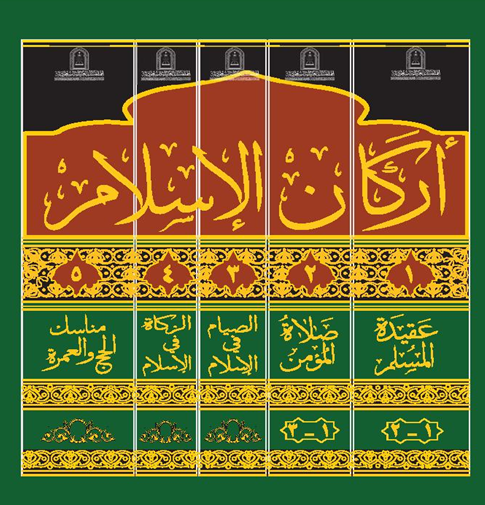 أركان الإسلام
١
٢
٣
٤
٥
عقيدة
المسلم
صلاة
المؤمن
الصيام
في
الإسلام
الزكاة
في
الإسلام
مناسك
الحج والعمرة
١-٢
١-٣